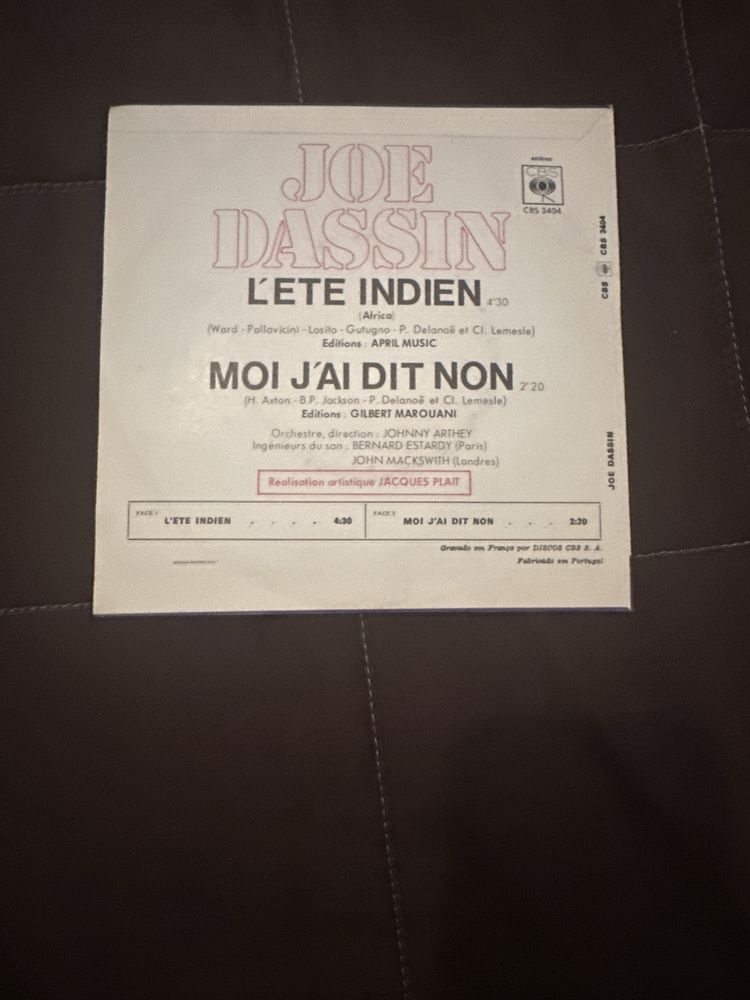 JOE
DASSIN
estéreo
CBS
CBS 3404
L'ETE INDIEN 4'30
(Africa)
(Ward - Pallavicini - Losito - Gutugno - P. Delanoë et Cl. Lemesle)
Editions : APRIL MUSIC
MOI J'AI DIT NON 2'20
(H. Axton - B.P. Jackson - P. Delanoë et Cl. Lemesle)
Editions : GILBERT MAROUANI
Orchestre, direction : JOHNNY ARTHEY
Ingénieurs du son : BERNARD ESTARDY (Paris)
JOHN MACKSWITH (Londres)
Realisation artistique JACQUES PLAIT
FACE 1
L'ETE INDIEN . . . . 4:30
FACE 2
MOI J'AI DIT NON . . . 2:20
Gravado em França por DISCOS CBS S. A.
Fabricado em Portugal
CBS CBS 3404
JOE DASSIN